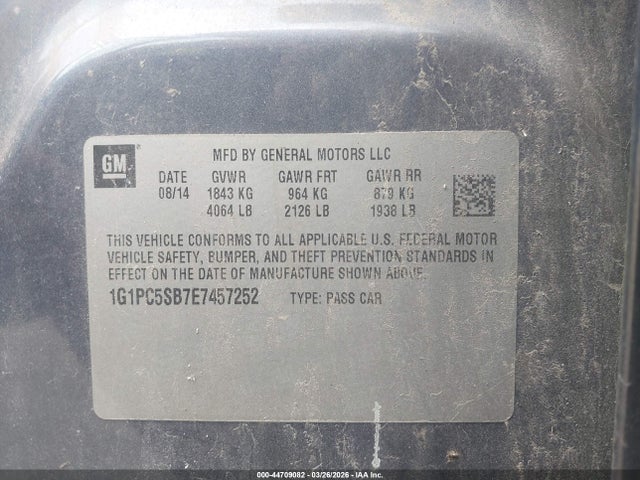 GM
MFD BY GENERAL MOTORS LLC
DATE GVWR GAWR FRT GAWR RR
08/14 1843 KG 964 KG 879 KG
4064 LB 2126 LB 1938 LB
THIS VEHICLE CONFORMS TO ALL APPLICABLE U.S. FEDERAL MOTOR
VEHICLE SAFETY, BUMPER, AND THEFT PREVENTION STANDARDS IN
EFFECT ON THE DATE OF MANUFACTURE SHOWN ABOVE.
1G1PC5SB7E7457252 TYPE: PASS CAR
000-44709082 - 03/26/2026 - IAA Inc.